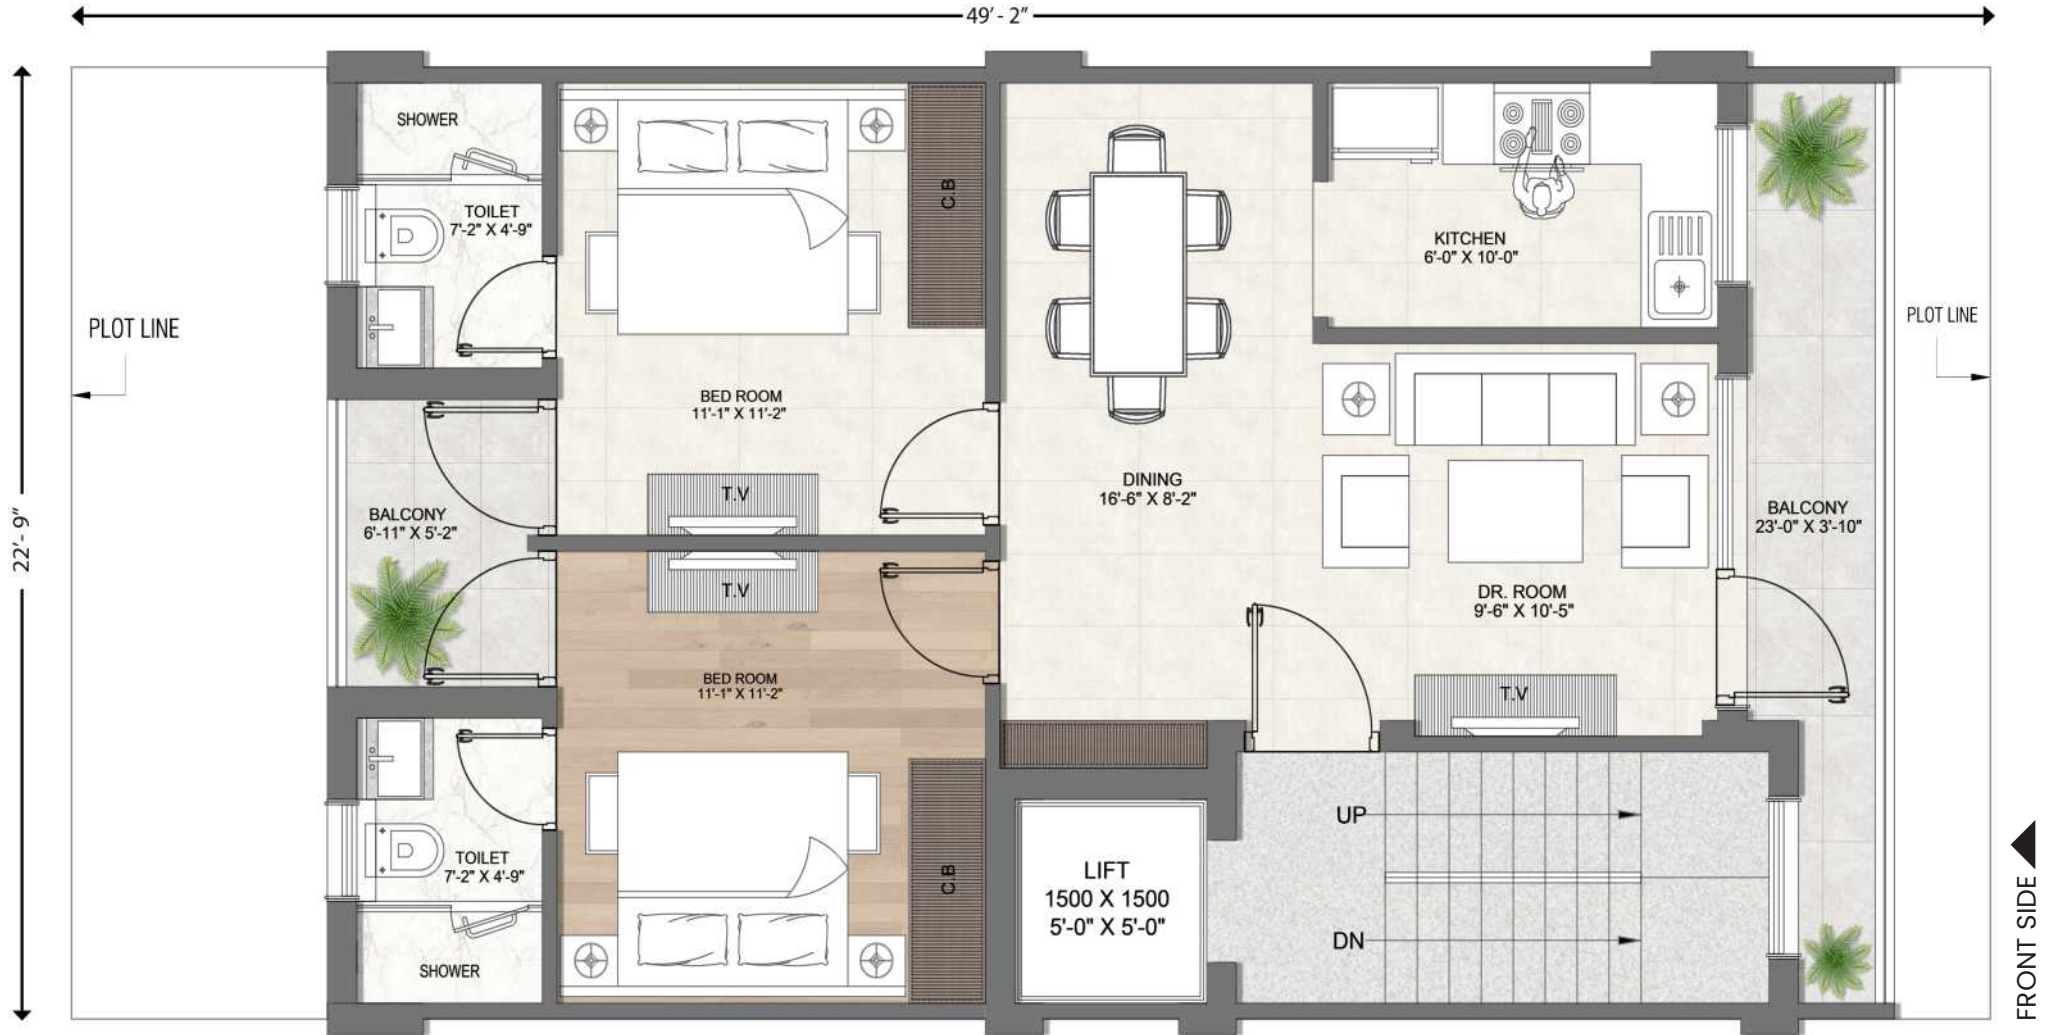 49'- 2"
22'- 9"
PLOT LINE
SHOWER
TOILET
7'-2" X 4'-9"
BED ROOM
11'-1" X 11'-2"
C.B
T.V
BALCONY
6'-11" X 5'-2"
T.V
BED ROOM
11'-1" X 11'-2"
C.B
TOILET
7'-2" X 4'-9"
SHOWER
DINING
16'-6" X 8'-2"
KITCHEN
6'-0" X 10'-0"
DR. ROOM
9'-6" X 10'-5"
T.V
BALCONY
23'-0" X 3'-10"
PLOT LINE
LIFT
1500 X 1500
5'-0" X 5'-0"
UP
DN
FRONT SIDE